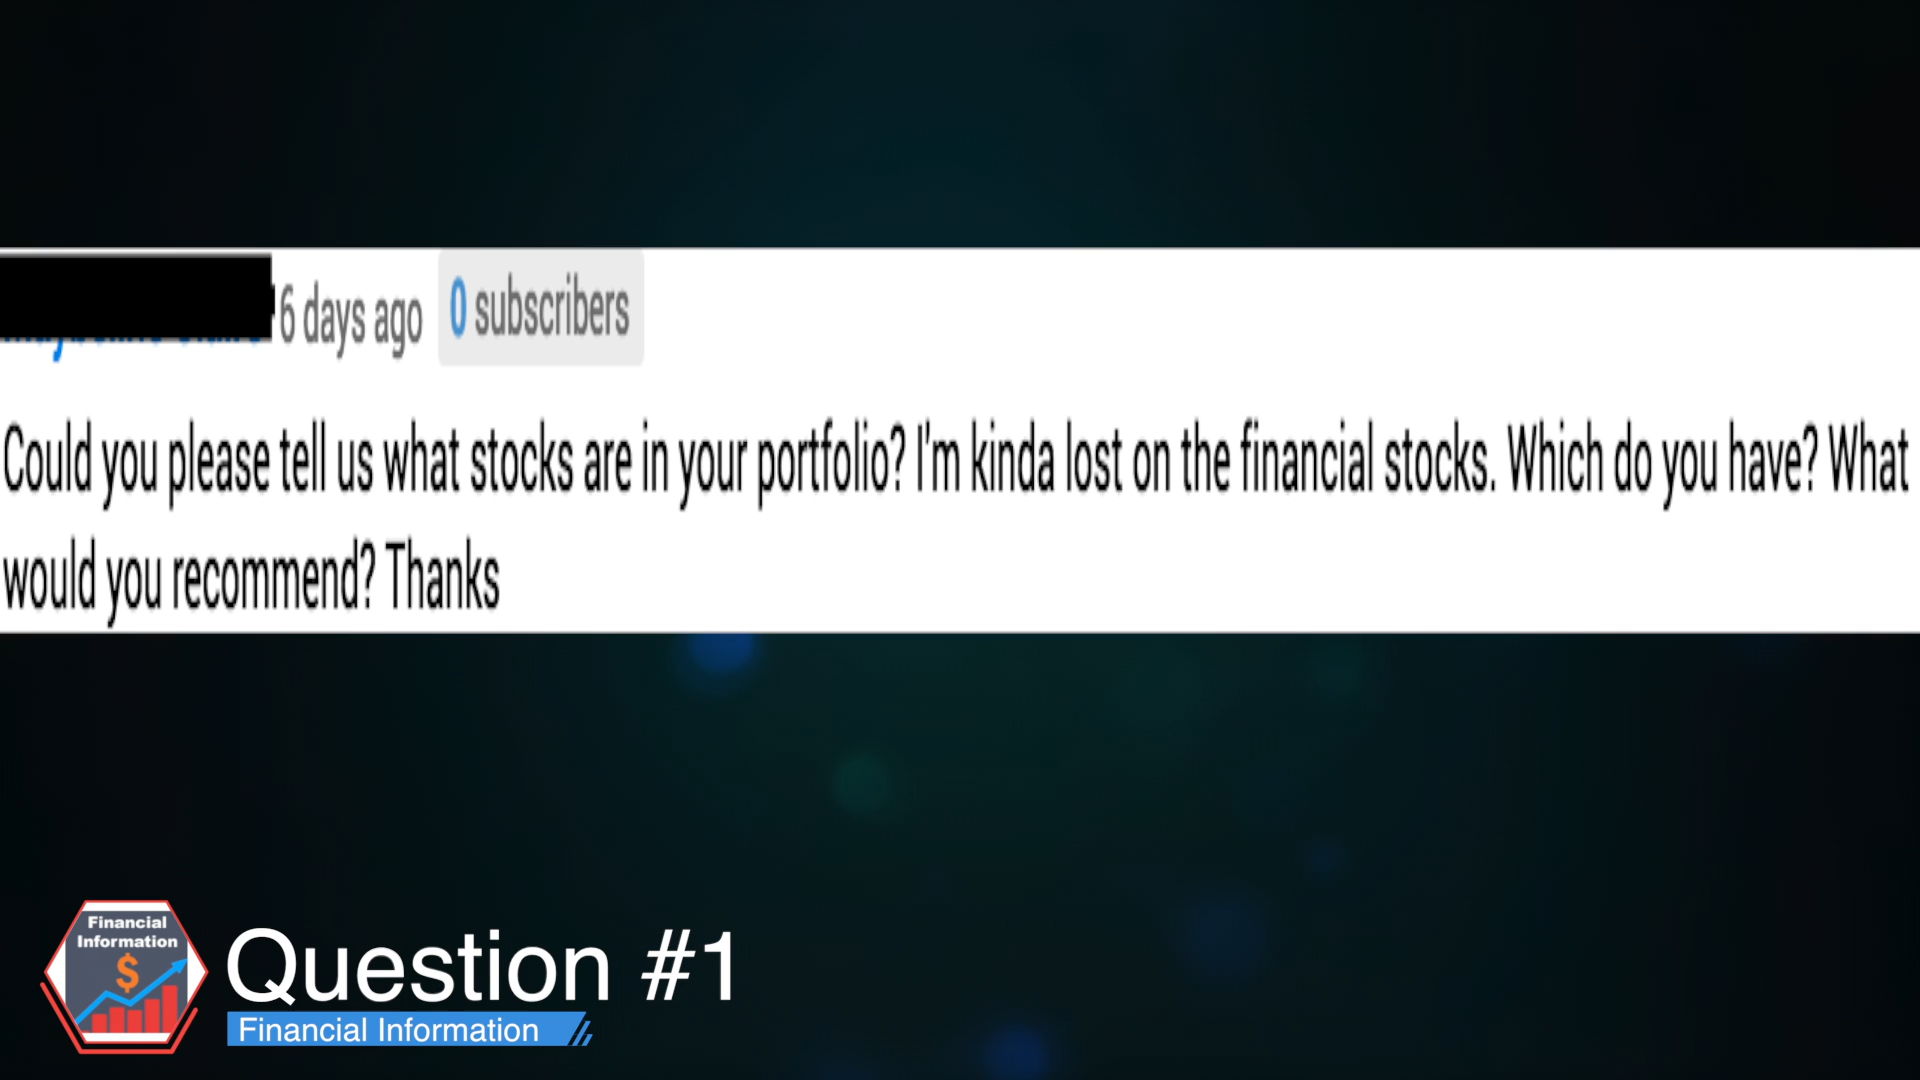 6 days ago 0 subscribers
Could you please tell us what stocks are in your portfolio? I'm kinda lost on the financial stocks. Which do you have? What
would you recommend? Thanks
Financial
Information
$
Question #1
Financial Information